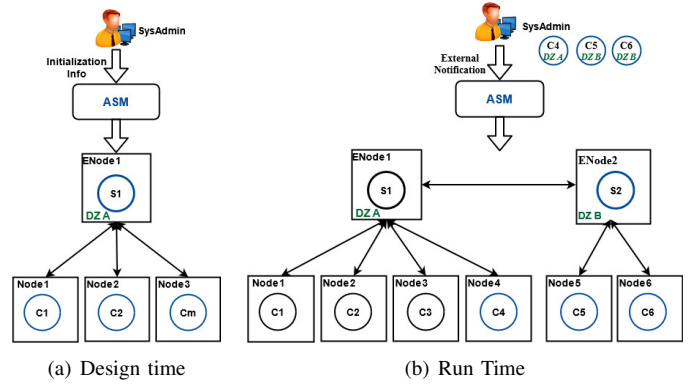 SysAdmin
Initialization
Info
ASM
ENode1
S1
DZ A
Node1
Node2
Node3
C1
C2
Cm
(a) Design time
SysAdmin
C4
DZ A
C5
DZ B
C6
DZ B
External
Notification
ASM
ENode1
S1
DZ A
ENode2
S2
DZ B
Node1
Node2
Node3
Node4
Node5
Node6
C1
C2
C3
C4
C5
C6
(b) Run Time